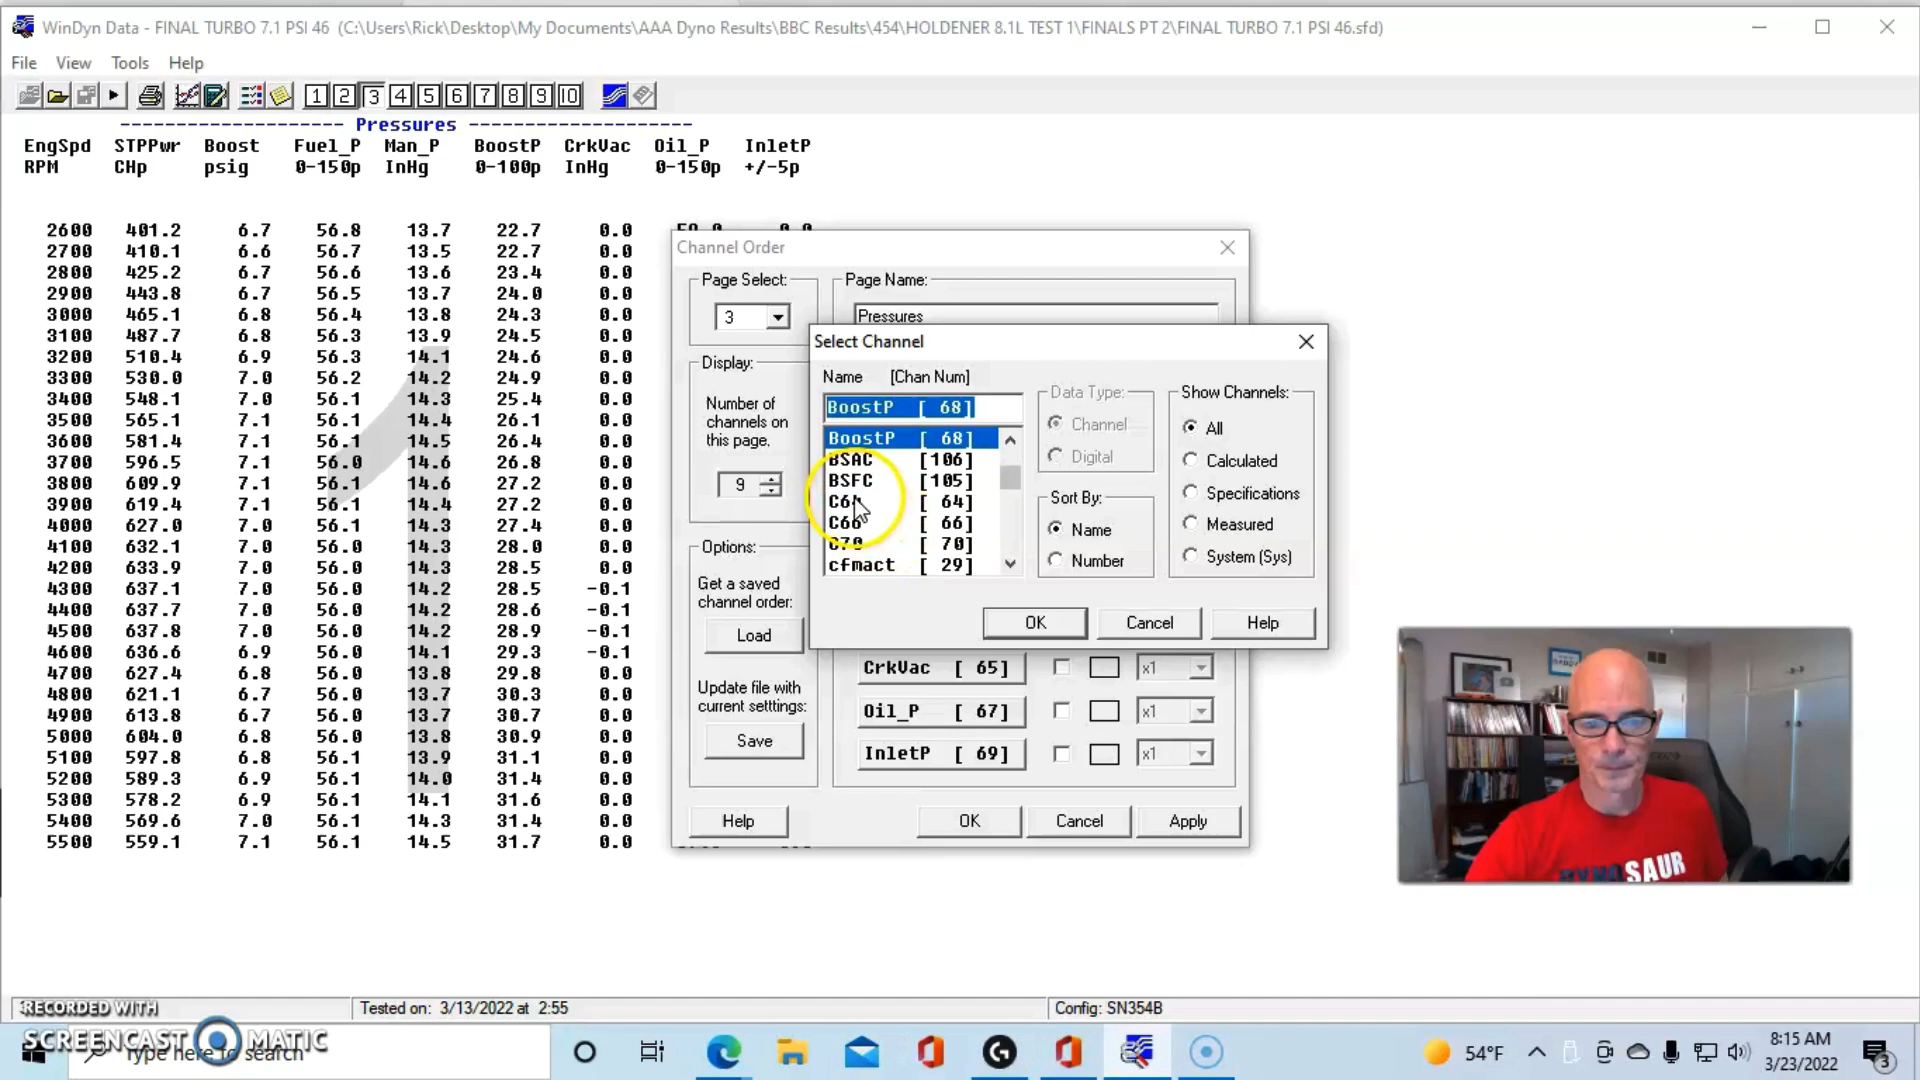 WinDyn Data - FINAL TURBO 7.1 PSI 46 (C:\Users\Rick\Desktop\My Documents\AAA Dyno Results\BBC Results\454\HOLDENER 8.1L TEST 1\FINALS PT 2\FINAL TURBO 7.1 PSI 46.sfd)
File View Tools Help
1 2 3 4 5 6 7 8 9 10
-------------------- Pressures --------------------
EngSpd STPPwr Boost Fuel_P Man_P BoostP CrkVac Oil_P InletP
RPM CHp psig 0-150p InHg 0-100p InHg 0-150p +/-5p
2600 401.2 6.7 56.8 13.7 22.7 0.0
2700 410.1 6.6 56.7 13.5 22.7 0.0
2800 425.2 6.7 56.6 13.6 23.4 0.0
2900 443.8 6.7 56.5 13.7 24.0 0.0
3000 465.1 6.8 56.4 13.8 24.3 0.0
3100 487.7 6.8 56.3 13.9 24.5 0.0
3200 510.4 6.9 56.3 14.1 24.6 0.0
3300 530.0 7.0 56.2 14.2 24.9 0.0
3400 548.1 7.0 56.1 14.3 25.4 0.0
3500 565.1 7.1 56.1 14.4 26.1 0.0
3600 581.4 7.1 56.1 14.5 26.4 0.0
3700 596.5 7.1 56.0 14.6 26.8 0.0
3800 609.9 7.1 56.1 14.6 27.2 0.0
3900 619.4 7.1 56.1 14.4 27.2 0.0
4000 627.0 7.0 56.1 14.3 27.4 0.0
4100 632.1 7.0 56.0 14.3 28.0 0.0
4200 633.9 7.0 56.0 14.3 28.5 0.0
4300 637.1 7.0 56.0 14.2 28.5 -0.1
4400 637.7 7.0 56.0 14.2 28.6 -0.1
4500 637.8 7.0 56.0 14.2 28.9 -0.1
4600 636.6 6.9 56.0 14.1 29.3 -0.1
4700 627.4 6.8 56.0 13.8 29.8 0.0
4800 621.1 6.7 56.0 13.7 30.3 0.0
4900 613.8 6.7 56.0 13.7 30.7 0.0
5000 604.0 6.8 56.0 13.8 30.9 0.0
5100 597.8 6.8 56.1 13.9 31.1 0.0
5200 589.3 6.9 56.1 14.0 31.4 0.0
5300 578.2 6.9 56.1 14.1 31.6 0.0
5400 569.6 7.0 56.1 14.3 31.4 0.0
5500 559.1 7.1 56.1 14.5 31.7 0.0
Channel Order
Page Select:
3
Page Name:
Pressures
Display:
Number of
channels on
this page.
9
Options:
Get a saved
channel order:
Load
Update file with
current setttings:
Save
CrkVac [ 65] x1
Oil_P [ 67] x1
InletP [ 69] x1
Help OK Cancel Apply
Select Channel
Name [Chan Num]
BoostP [ 68]
BoostP [ 68]
BSAC [106]
BSFC [105]
C64 [ 64]
C66 [ 66]
C70 [ 70]
cfmact [ 29]
Data Type:
Channel
Digital
Sort By:
Name
Number
Show Channels:
All
Calculated
Specifications
Measured
System (Sys)
OK Cancel Help
SAUR
RECORDED WITH
SCREENCAST MATIC
Tested on: 3/13/2022 at 2:55
Config: SN354B
Type here to search
54°F
8:15 AM
3/23/2022
3